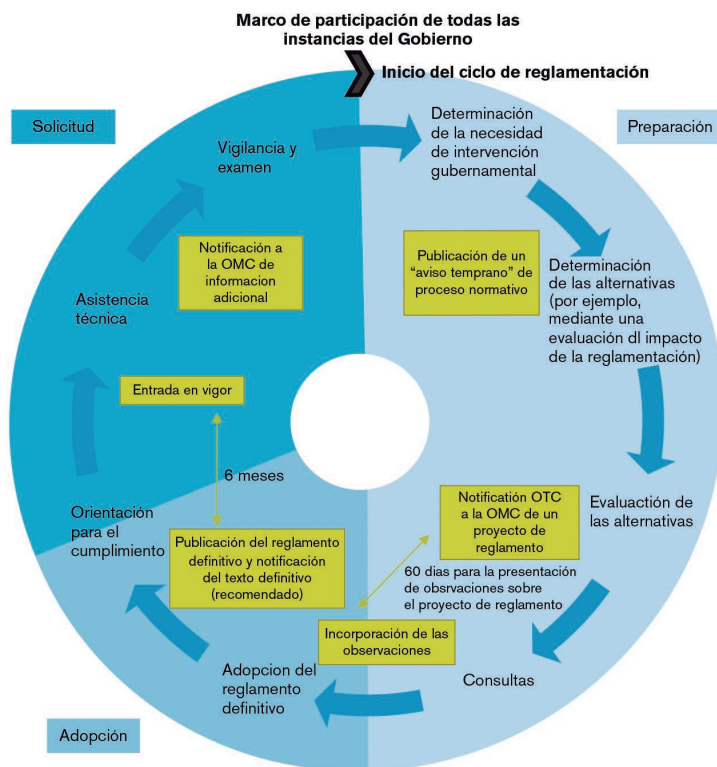 Marco de participación de todas las
instancias del Gobierno
Inicio del ciclo de reglamentación
Solicitud
Preparación
Determinación
de la necesidad
de intervención
gubernamental
Publicación de un
“aviso temprano” de
proceso normativo
Determinación
de las alternativas
(por ejemplo,
mediante una
evaluación dl impacto
de la reglamentación)
Evaluactión de
las alternativas
Notificatión OTC
a la OMC de un
proyecto de
reglamento
60 dias para la presentación
de obsrvaciones sobre
el proyecto de reglamento
Consultas
Incorporación de las
observaciones
Adopcion del
reglamento
definitivo
Adopción
Publicación del reglamento
definitivo y notificación
del texto definitivo
(recomendado)
6 meses
Orientación
para el
cumplimiento
Entrada en vigor
Asistencia
técnica
Notificación a
la OMC de
informacion
adicional
Vigilancia y
examen